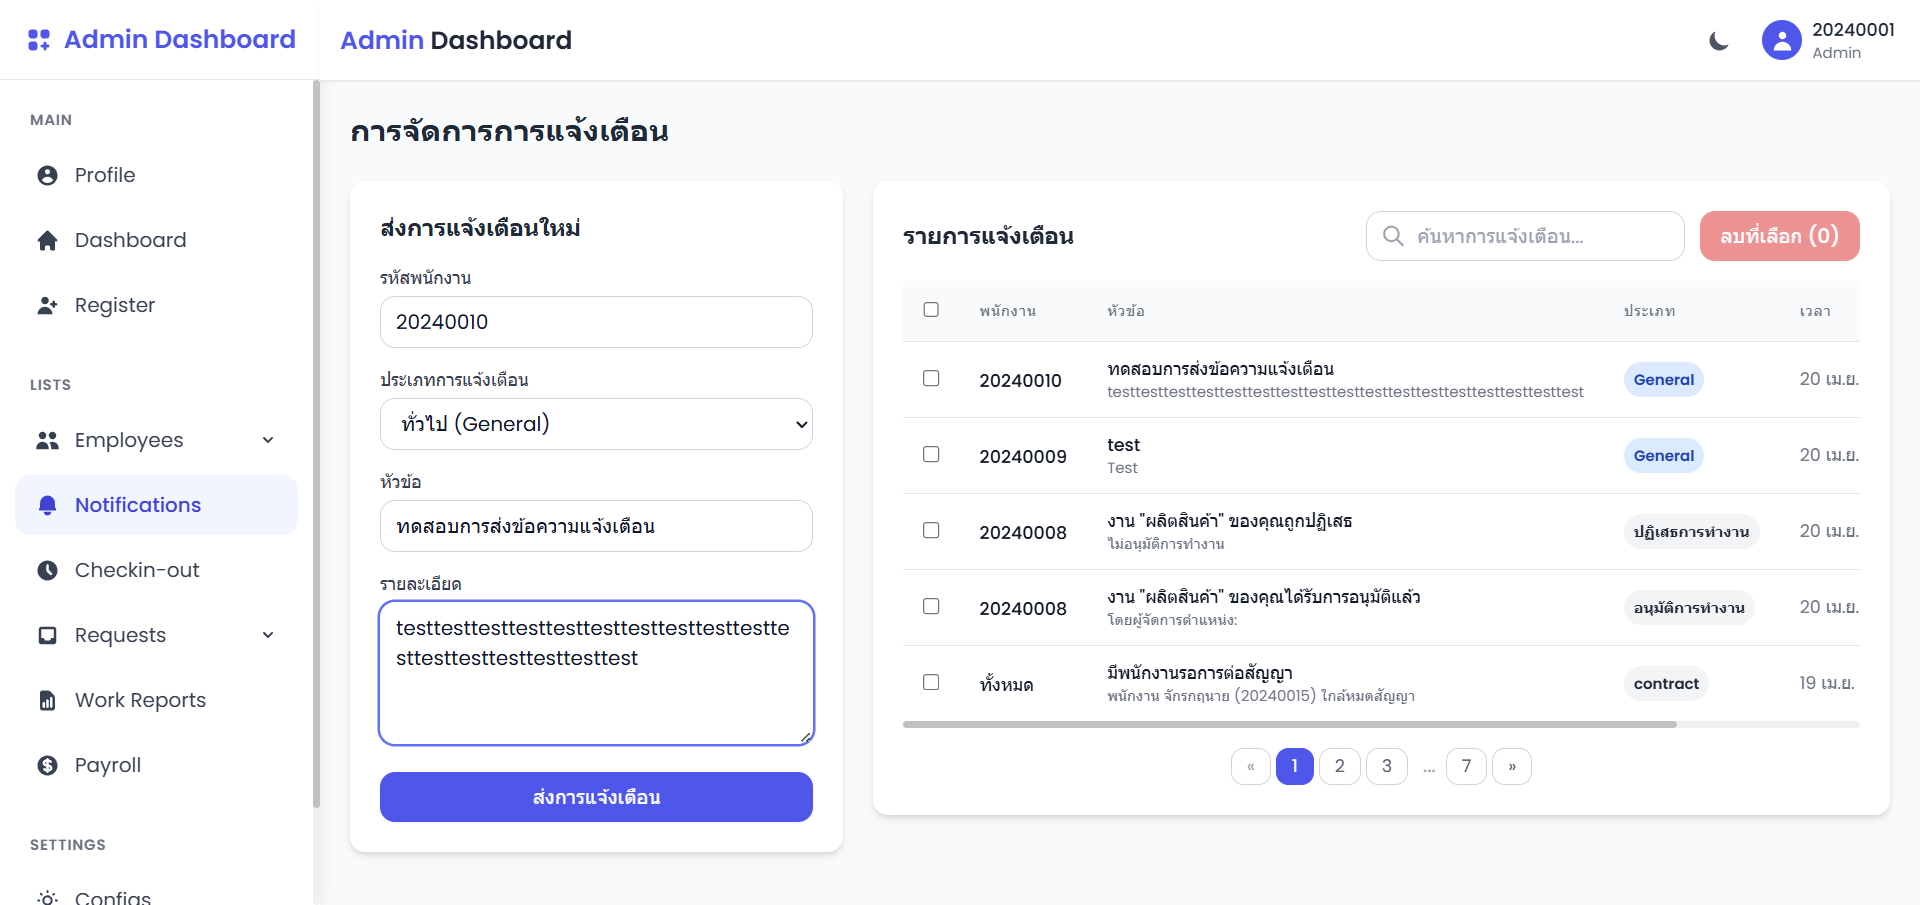 Admin Dashboard
Admin Dashboard
20240001
Admin
MAIN
Profile
Dashboard
Register
LISTS
Employees
Notifications
Checkin-out
Requests
Work Reports
Payroll
SETTINGS
Configs
การจัดการการแจ้งเตือน
ส่งการแจ้งเตือนใหม่
รหัสพนักงาน
20240010
ประเภทการแจ้งเตือน
ทั่วไป (General)
หัวข้อ
ทดสอบการส่งข้อความแจ้งเตือน
รายละเอียด
testtesttesttesttesttesttesttesttesttesttestte
sttesttesttesttesttesttest
ส่งการแจ้งเตือน
รายการแจ้งเตือน
ค้นหาการแจ้งเตือน...
ลบที่เลือก (0)
พนักงาน หัวข้อ ประเภท เวลา
20240010 ทดสอบการส่งข้อความแจ้งเตือน General 20 เม.ย.
testtesttesttesttesttesttesttesttesttesttesttesttesttesttesttesttest
20240009 test General 20 เม.ย.
Test
20240008 งาน "ผลิตสินค้า" ของคุณถูกปฏิเสธ ปฏิเสธการทำงาน 20 เม.ย.
ไม่อนุมัติการทำงาน
20240008 งาน "ผลิตสินค้า" ของคุณได้รับการอนุมัติแล้ว อนุมัติการทำงาน 20 เม.ย.
โดยผู้จัดการตำแหน่ง:
ทั้งหมด มีพนักงานรอการต่อสัญญา contract 19 เม.ย.
พนักงาน จักรกฤนาย (20240015) ใกล้หมดสัญญา
« 1 2 3 ... 7 »